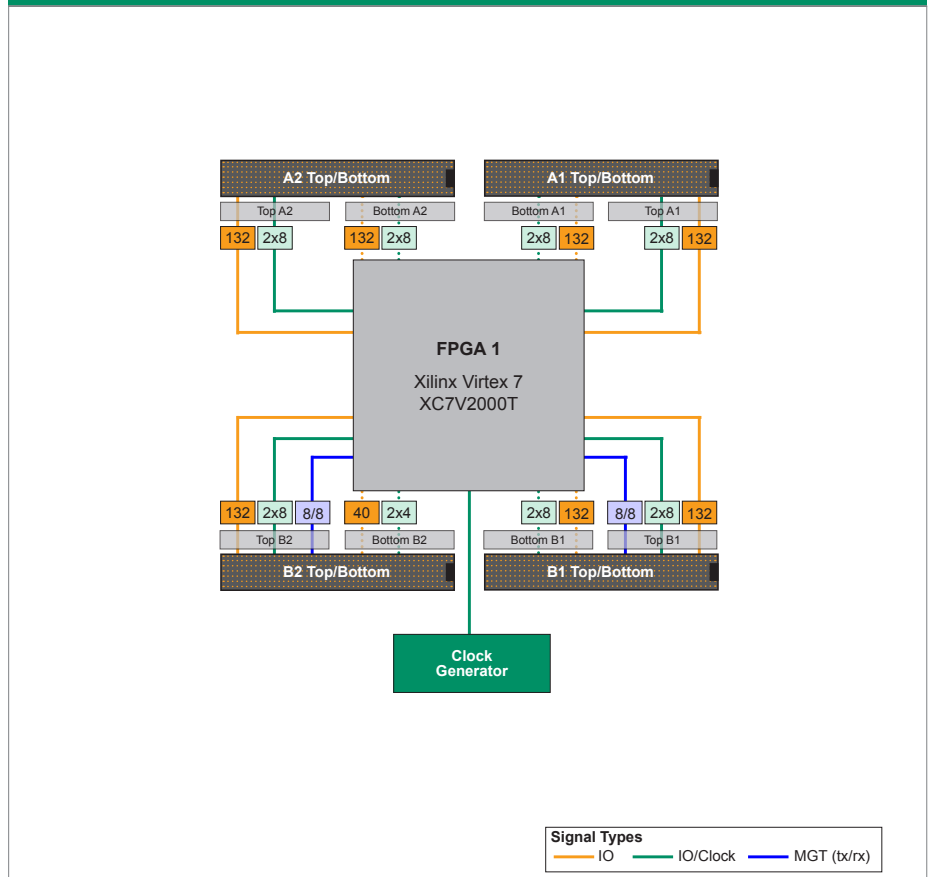 A2 Top/Bottom A1 Top/Bottom
Top A2 Bottom A2 Bottom A1 Top A1
132 2x8 132 2x8 2x8 132 2x8 132
FPGA 1
Xilinx Virtex 7
XC7V2000T
132 2x8 8/8 40 2x4 2x8 132 8/8 2x8 132
Top B2 Bottom B2 Bottom B1 Top B1
B2 Top/Bottom B1 Top/Bottom
Clock
Generator
Signal Types
IO IO/Clock MGT (tx/rx)